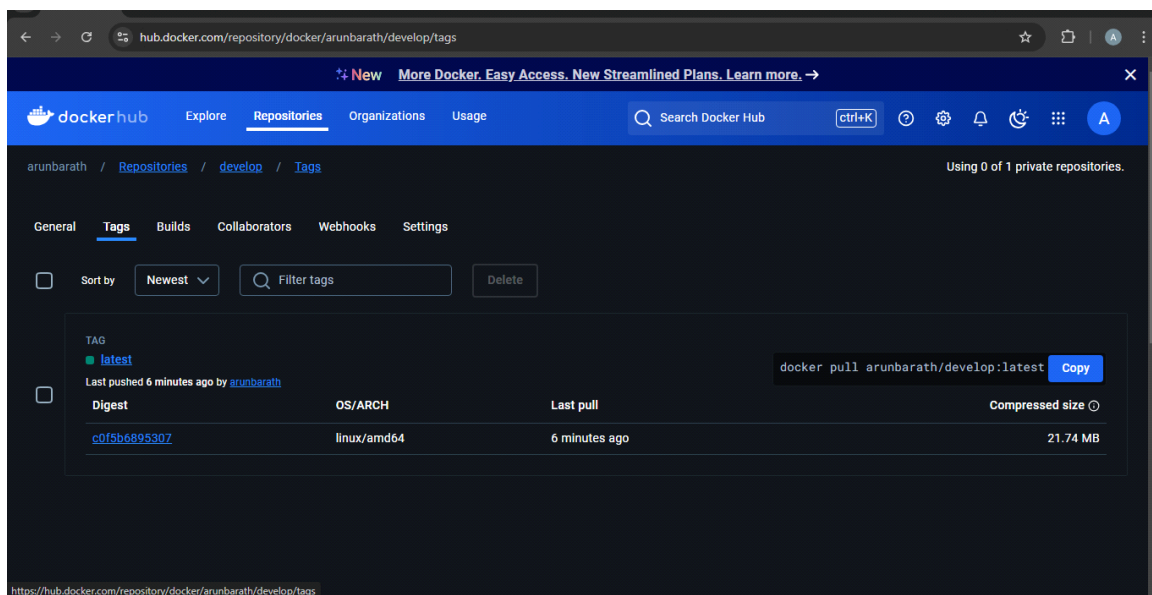 hub.docker.com/repository/docker/arunbarath/develop/tags
A
New More Docker. Easy Access. New Streamlined Plans. Learn more. →
dockerhub Explore Repositories Organizations Usage Search Docker Hub ctrl+K A
arunbarath / Repositories / develop / Tags Using 0 of 1 private repositories.
General Tags Builds Collaborators Webhooks Settings
Sort by Newest Filter tags Delete
TAG
latest
docker pull arunbarath/develop:latest Copy
Last pushed 6 minutes ago by arunbarath
Digest OS/ARCH Last pull Compressed size
c0f5b6895307 linux/amd64 6 minutes ago 21.74 MB
https://hub.docker.com/repository/docker/arunbarath/develop/tags